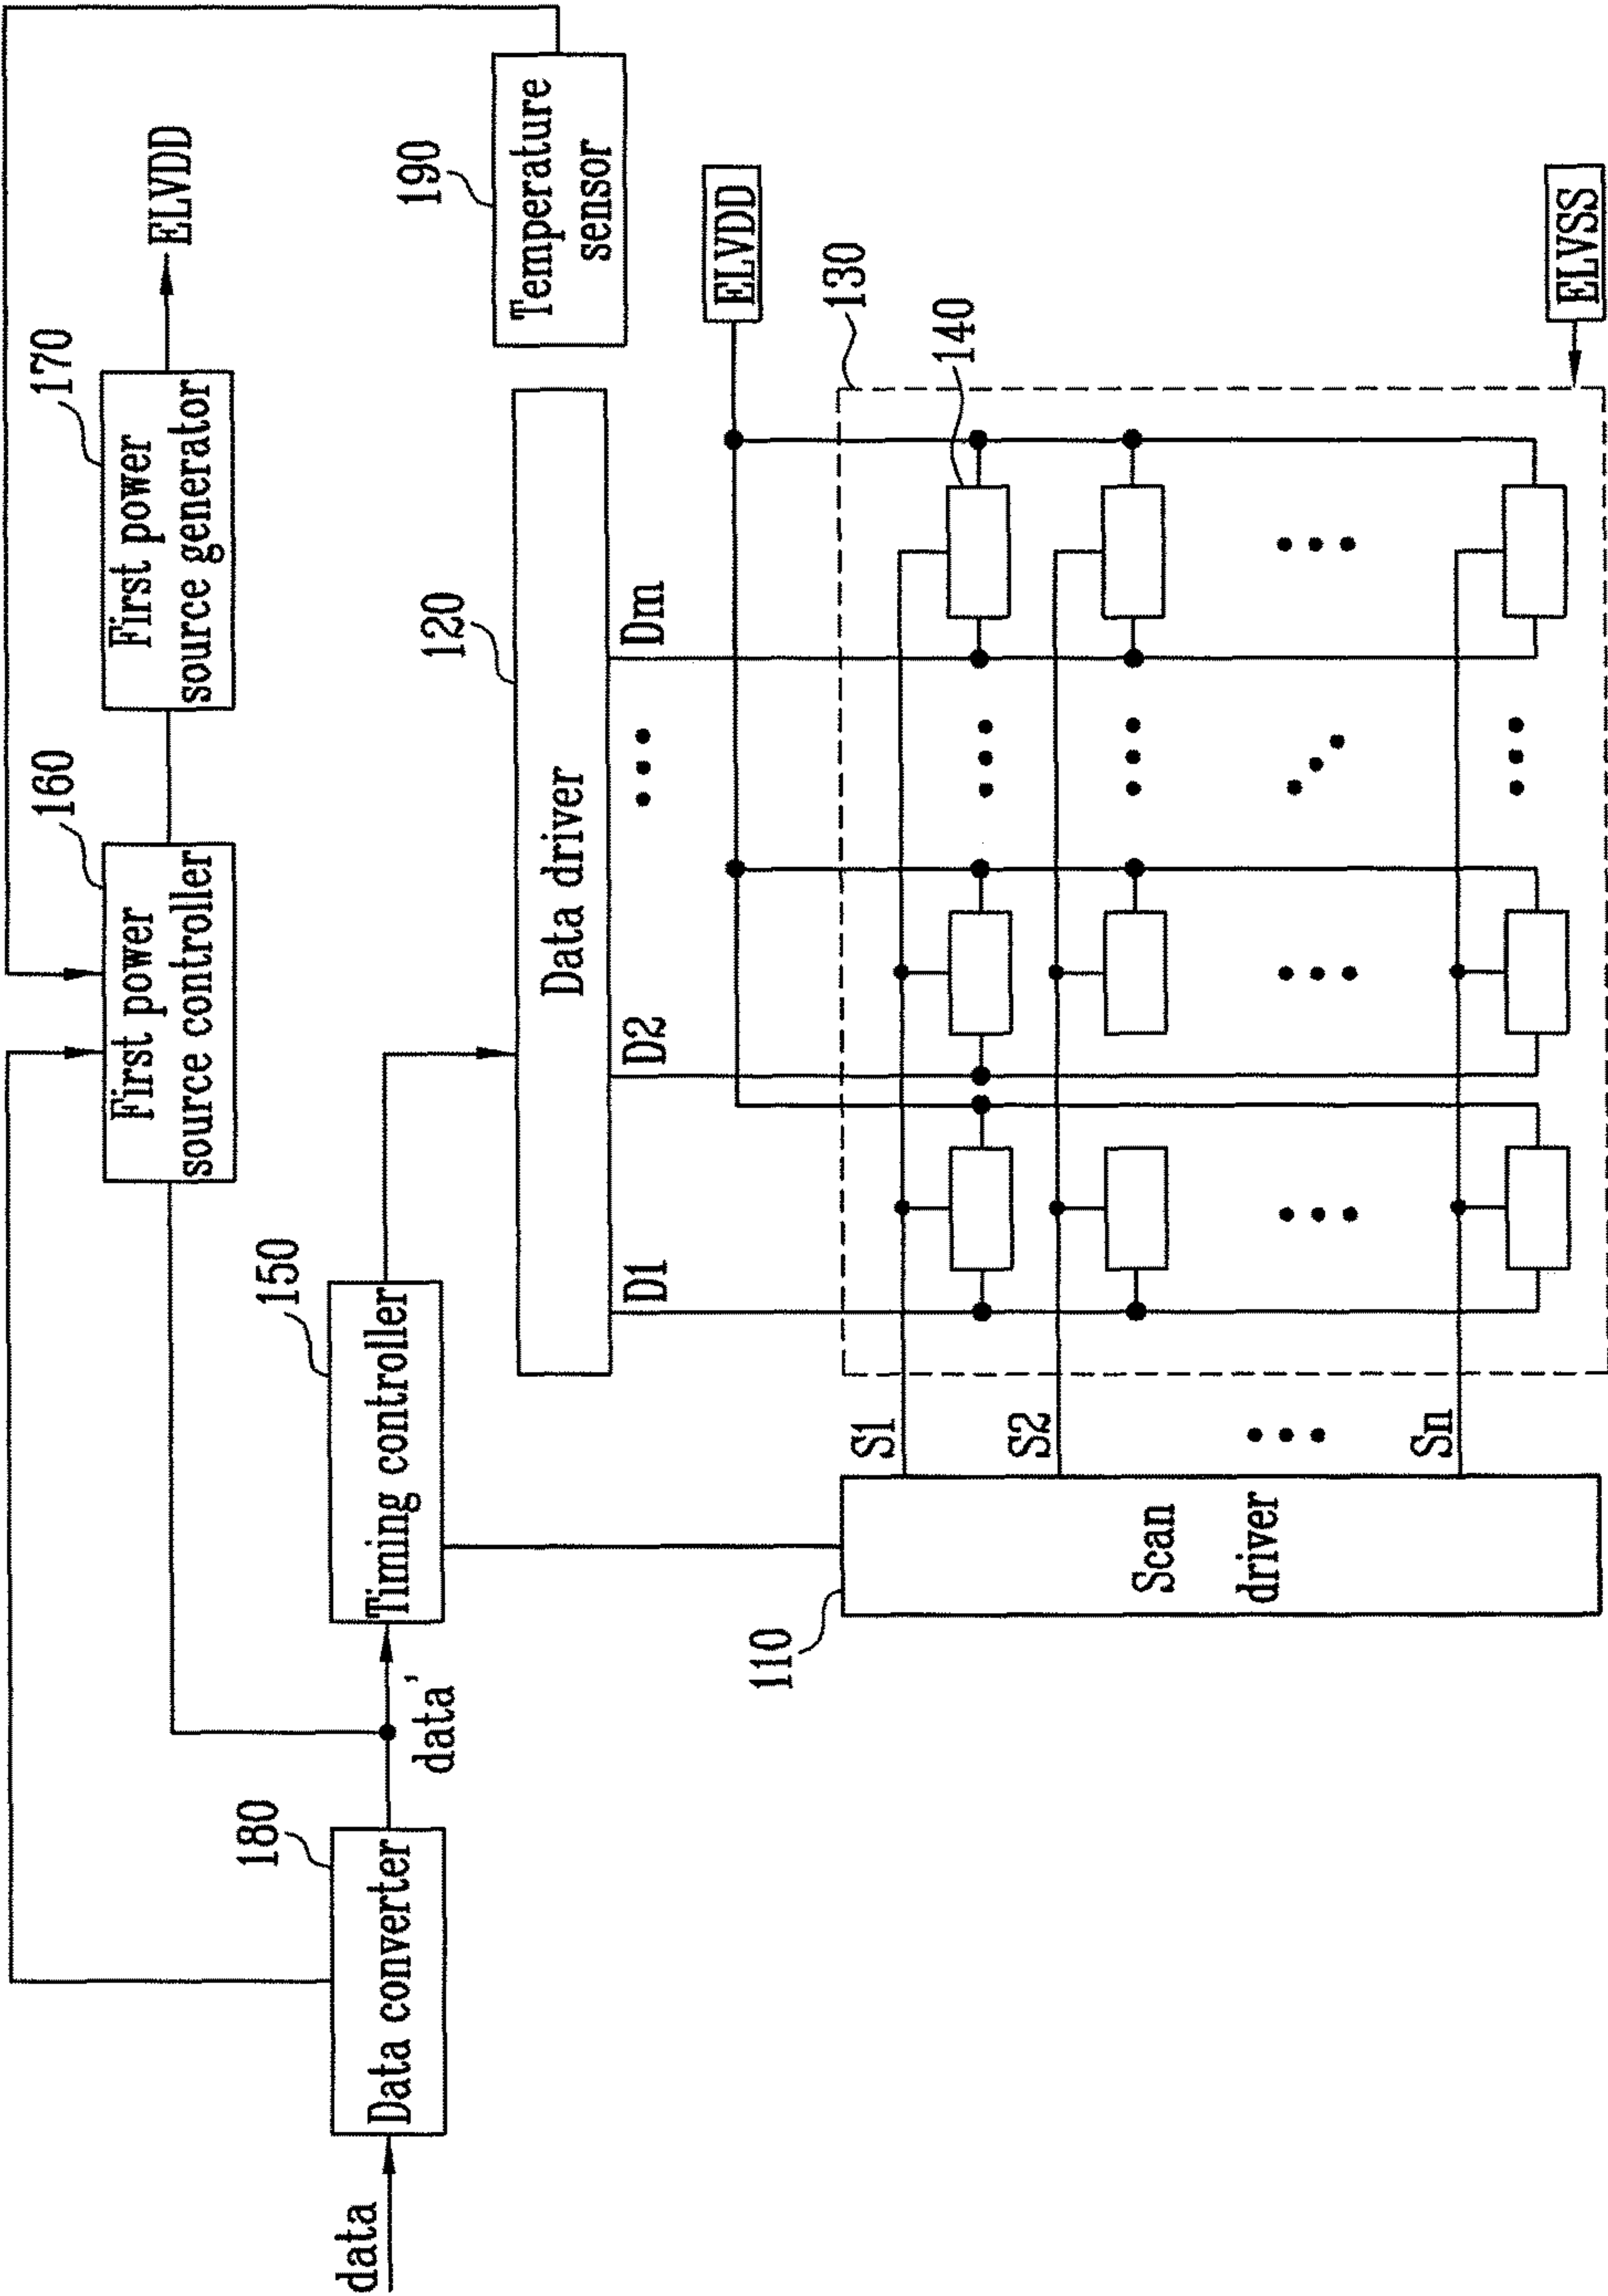 170
160
First power
source controller
First power
source generator
ELVDD
190
Temperature
sensor
180
150
120
data
Data converter
data'
Timing controller
Data driver
D1
D2
Dm
ELVDD
130
140
110
Scan
driver
S1
S2
Sn
ELVSS